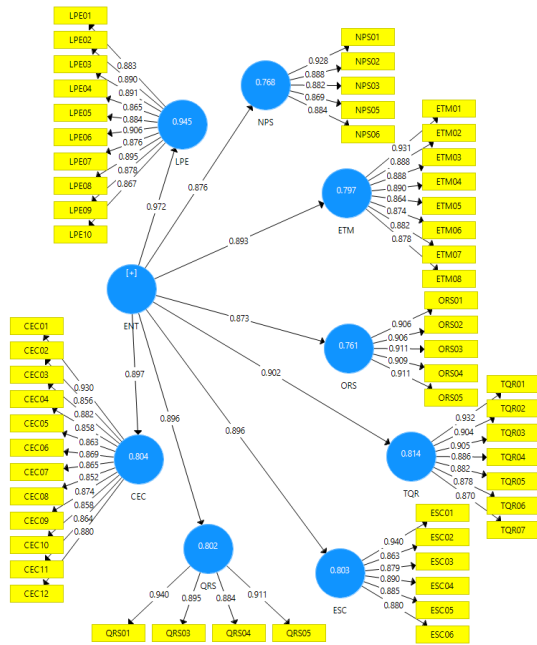 LPE01
LPE02
LPE03
LPE04
LPE05
LPE06
LPE07
LPE08
LPE09
LPE10
0.883
0.890
0.891
0.865
0.884
0.906
0.876
0.895
0.878
0.867
0.945
LPE
0.972
NPS01
NPS02
NPS03
NPS05
NPS06
0.928
0.888
0.882
0.869
0.884
0.768
NPS
0.876
ETM01
ETM02
ETM03
ETM04
ETM05
ETM06
ETM07
ETM08
0.931
0.888
0.888
0.890
0.864
0.874
0.882
0.878
0.797
ETM
0.893
[+]
ENT
0.873
ORS01
ORS02
ORS03
ORS04
ORS05
0.906
0.906
0.911
0.909
0.911
0.761
ORS
0.902
TQR01
TQR02
TQR03
TQR04
TQR05
TQR06
TQR07
0.932
0.904
0.905
0.886
0.882
0.878
0.870
0.814
TQR
0.897
CEC01
CEC02
CEC03
CEC04
CEC05
CEC06
CEC07
CEC08
CEC09
CEC10
CEC11
CEC12
0.930
0.856
0.882
0.858
0.863
0.869
0.865
0.852
0.874
0.858
0.864
0.880
0.804
CEC
0.896
0.802
QRS
0.940
0.895
0.884
0.911
QRS01
QRS03
QRS04
QRS05
0.896
0.803
ESC
0.940
0.863
0.879
0.890
0.885
0.880
ESC01
ESC02
ESC03
ESC04
ESC05
ESC06